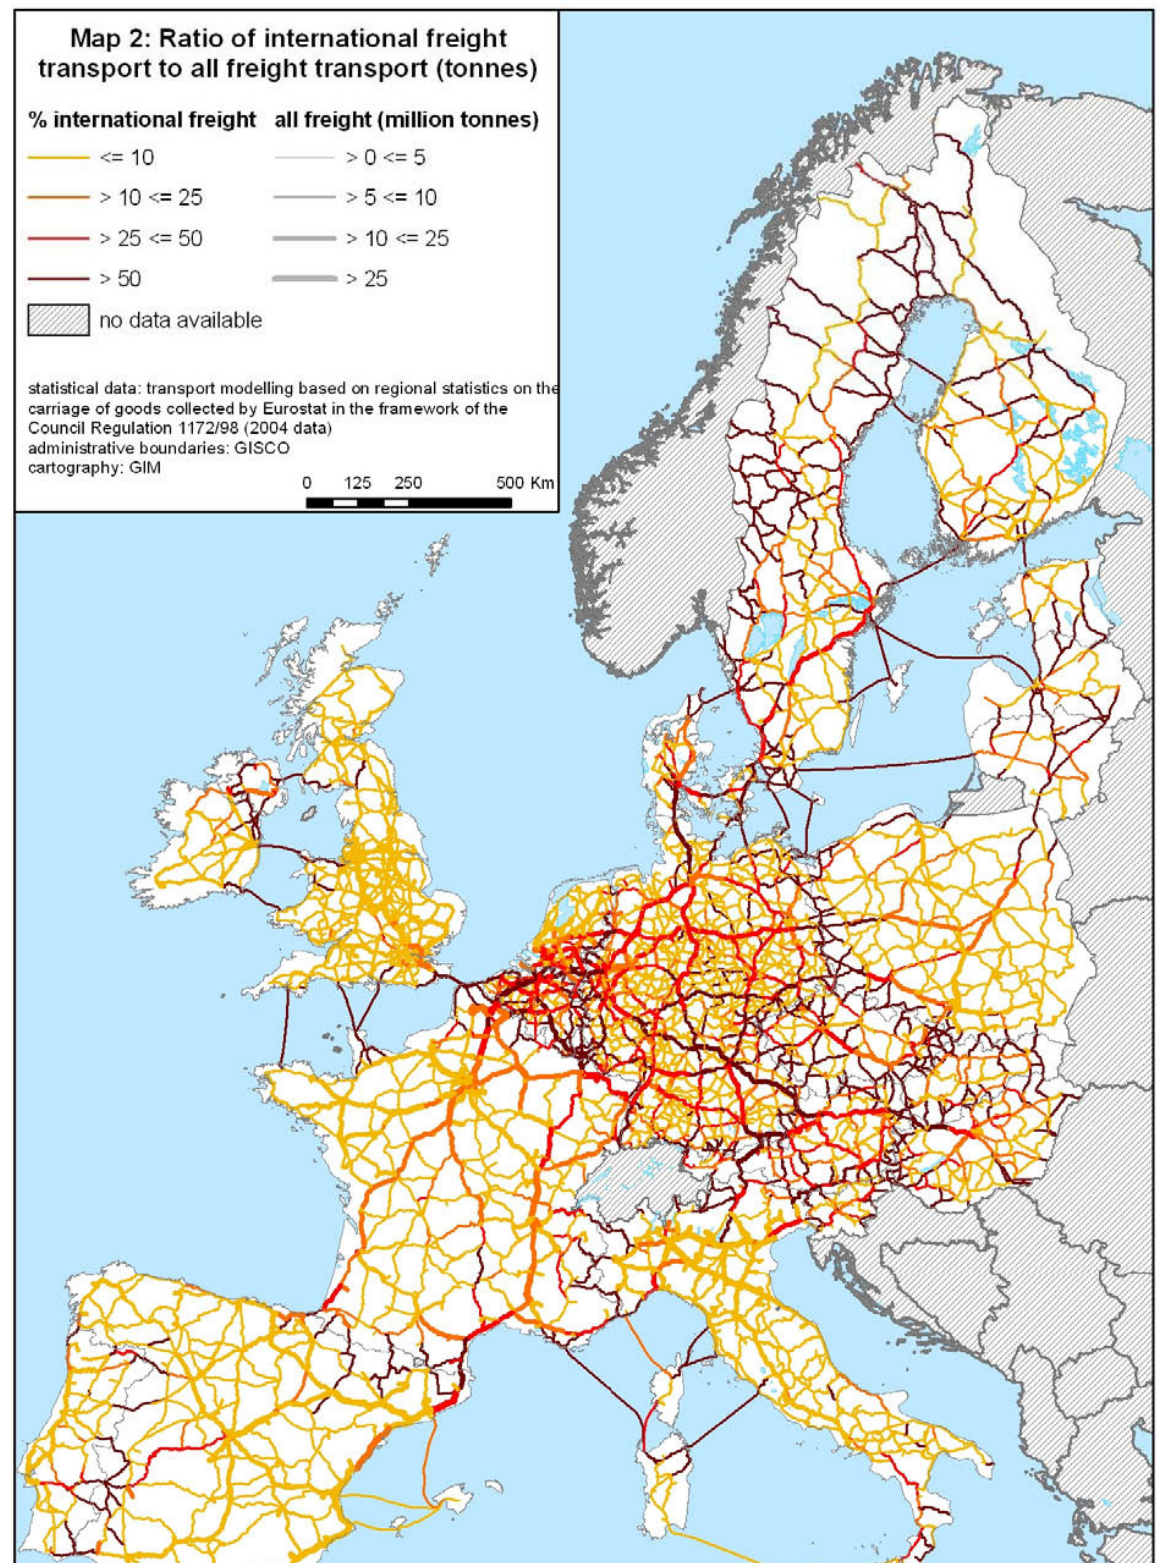 Map 2: Ratio of international freight
transport to all freight transport (tonnes)
% international freight all freight (million tonnes)
<= 10 > 0 <= 5
> 10 <= 25 > 5 <= 10
> 25 <= 50 > 10 <= 25
> 50 > 25
no data available
statistical data: transport modelling based on regional statistics on the
carriage of goods collected by Eurostat in the framework of the
Council Regulation 1172/98 (2004 data)
administrative boundaries: GISCO
cartography: GIM
0 125 250 500 Km